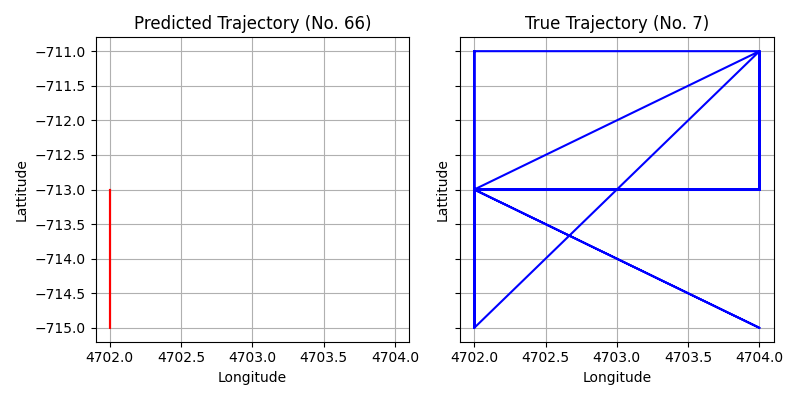 Predicted Trajectory (No. 66)
True Trajectory (No. 7)
−711.0
−711.5
−712.0
−712.5
−713.0
−713.5
−714.0
−714.5
−715.0
Lattitude
Lattitude
4702.0 4702.5 4703.0 4703.5 4704.0
4702.0 4702.5 4703.0 4703.5 4704.0
Longitude
Longitude